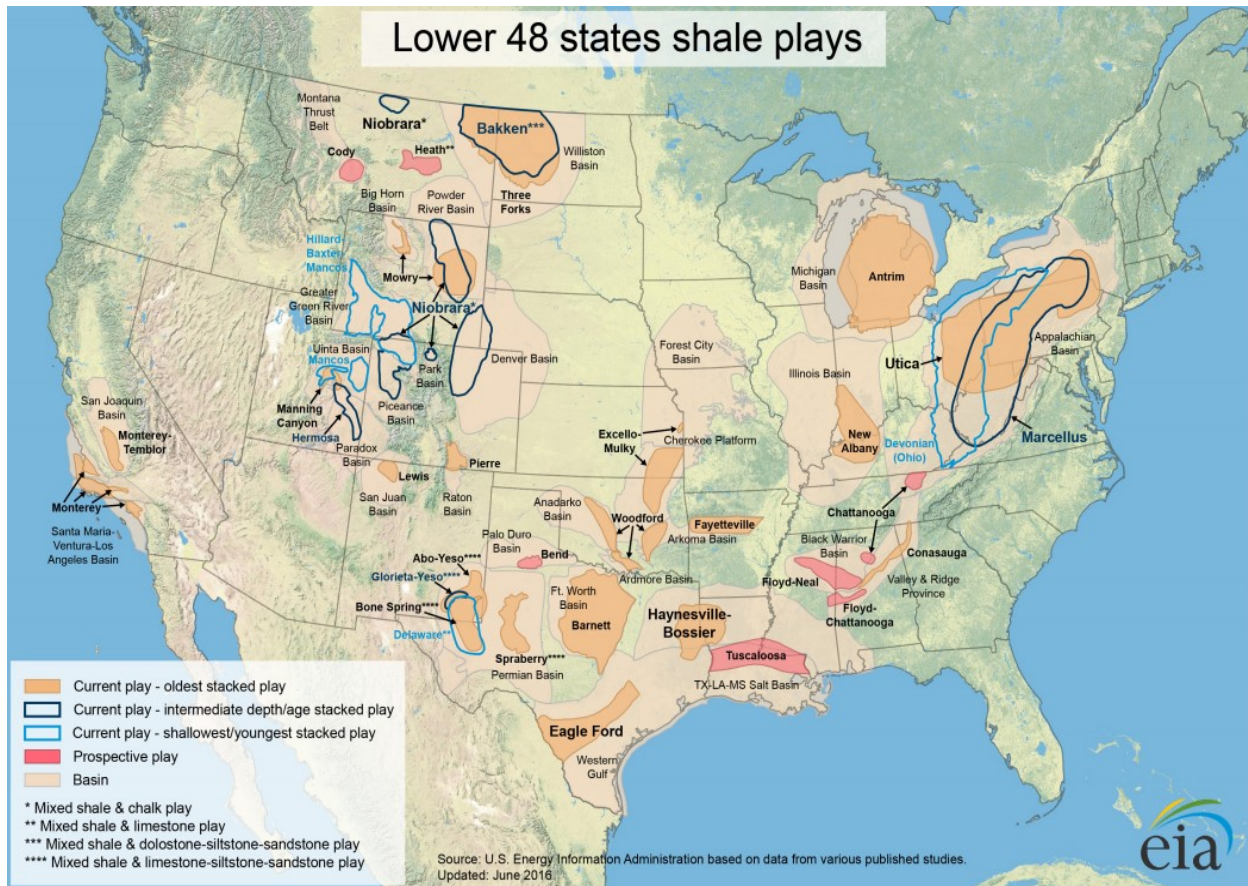 Lower 48 states shale plays
Montana
Thrust
Belt
Niobrara*
Bakken***
Cody
Heath**
Williston
Basin
Big Horn
Basin
Powder
River Basin
Three
Forks
Hillard-
Baxter-
Mancos
Mowry
Greater
Green River
Basin
Niobrara*
Michigan
Basin
Antrim
Uinta Basin
Mancos
Park
Basin
Denver Basin
Forest City
Basin
Illinois Basin
Utica
Appalachian
Basin
San Joaquin
Basin
Manning
Canyon
Hermosa
Piceance
Basin
Monterey-
Temblor
Paradox
Basin
Excello-
Mulky
Cherokee Platform
New
Albany
Devonian
(Ohio)
Marcellus
Lewis
Pierre
San Juan
Basin
Raton
Basin
Monterey
Anadarko
Basin
Woodford
Fayetteville
Chattanooga
Santa Maria-
Ventura-Los
Angeles Basin
Palo Duro
Basin
Bend
Arkoma Basin
Black Warrior
Basin
Conasauga
Abo-Yeso****
Glorieta-Yeso****
Ardmore Basin
Floyd-Neal
Valley & Ridge
Province
Bone Spring****
Ft. Worth
Basin
Barnett
Haynesville-
Bossier
Floyd-
Chattanooga
Delaware**
Spraberry****
Permian Basin
Tuscaloosa
TX-LA-MS Salt Basin
Eagle Ford
Western
Gulf
Current play - oldest stacked play
Current play - intermediate depth/age stacked play
Current play - shallowest/youngest stacked play
Prospective play
Basin
* Mixed shale & chalk play
** Mixed shale & limestone play
*** Mixed shale & dolostone-siltstone-sandstone play
**** Mixed shale & limestone-siltstone-sandstone play
Source: U.S. Energy Information Administration based on data from various published studies.
Updated: June 2016
eia